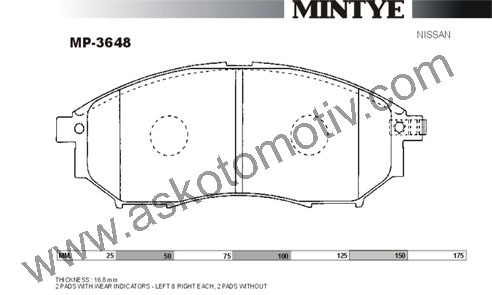 MINTYE
MP-3648
NISSAN
www.askotomotiv.com
MM 25 50 75 100 125 150 175
THICKNESS : 16.8 mm
2 PADS WITH WEAR INDICATORS - LEFT & RIGHT EACH, 2 PADS WITHOUT